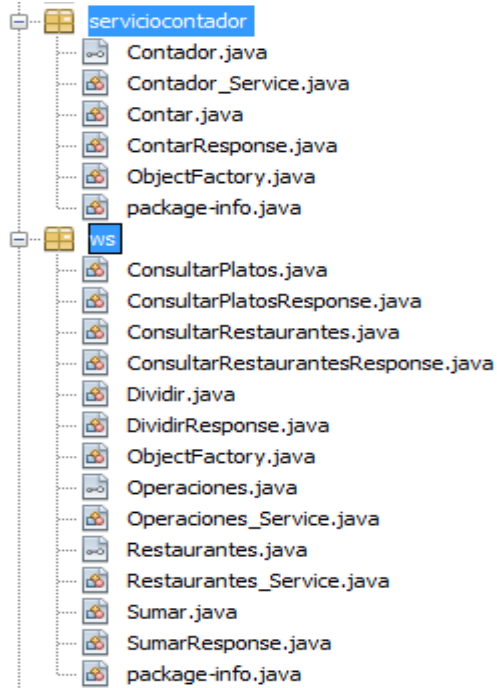 serviciocontador
Contador.java
Contador_Service.java
Contar.java
ContarResponse.java
ObjectFactory.java
package-info.java
ws
ConsultarPlatos.java
ConsultarPlatosResponse.java
ConsultarRestaurantes.java
ConsultarRestaurantesResponse.java
Dividir.java
DividirResponse.java
ObjectFactory.java
Operaciones.java
Operaciones_Service.java
Restaurantes.java
Restaurantes_Service.java
Sumar.java
SumarResponse.java
package-info.java